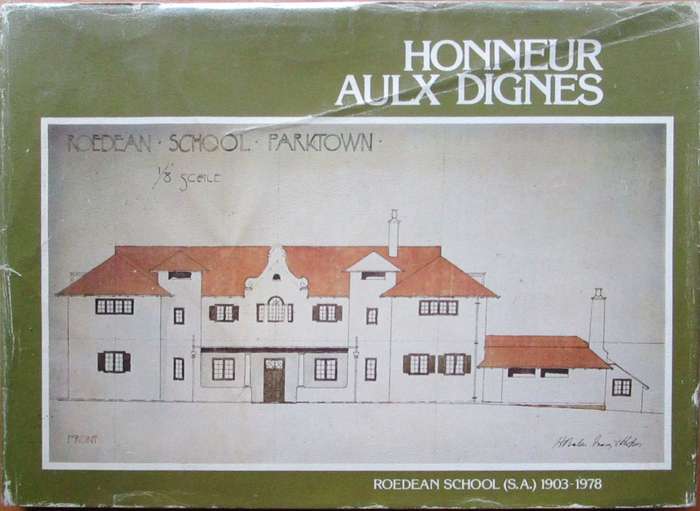 HONNEUR
AULX DIGNES
ROEDEAN · SCHOOL · PARKTOWN ·
1/8 SCALE
FRONT
ROEDEAN SCHOOL (S.A.) 1903-1978